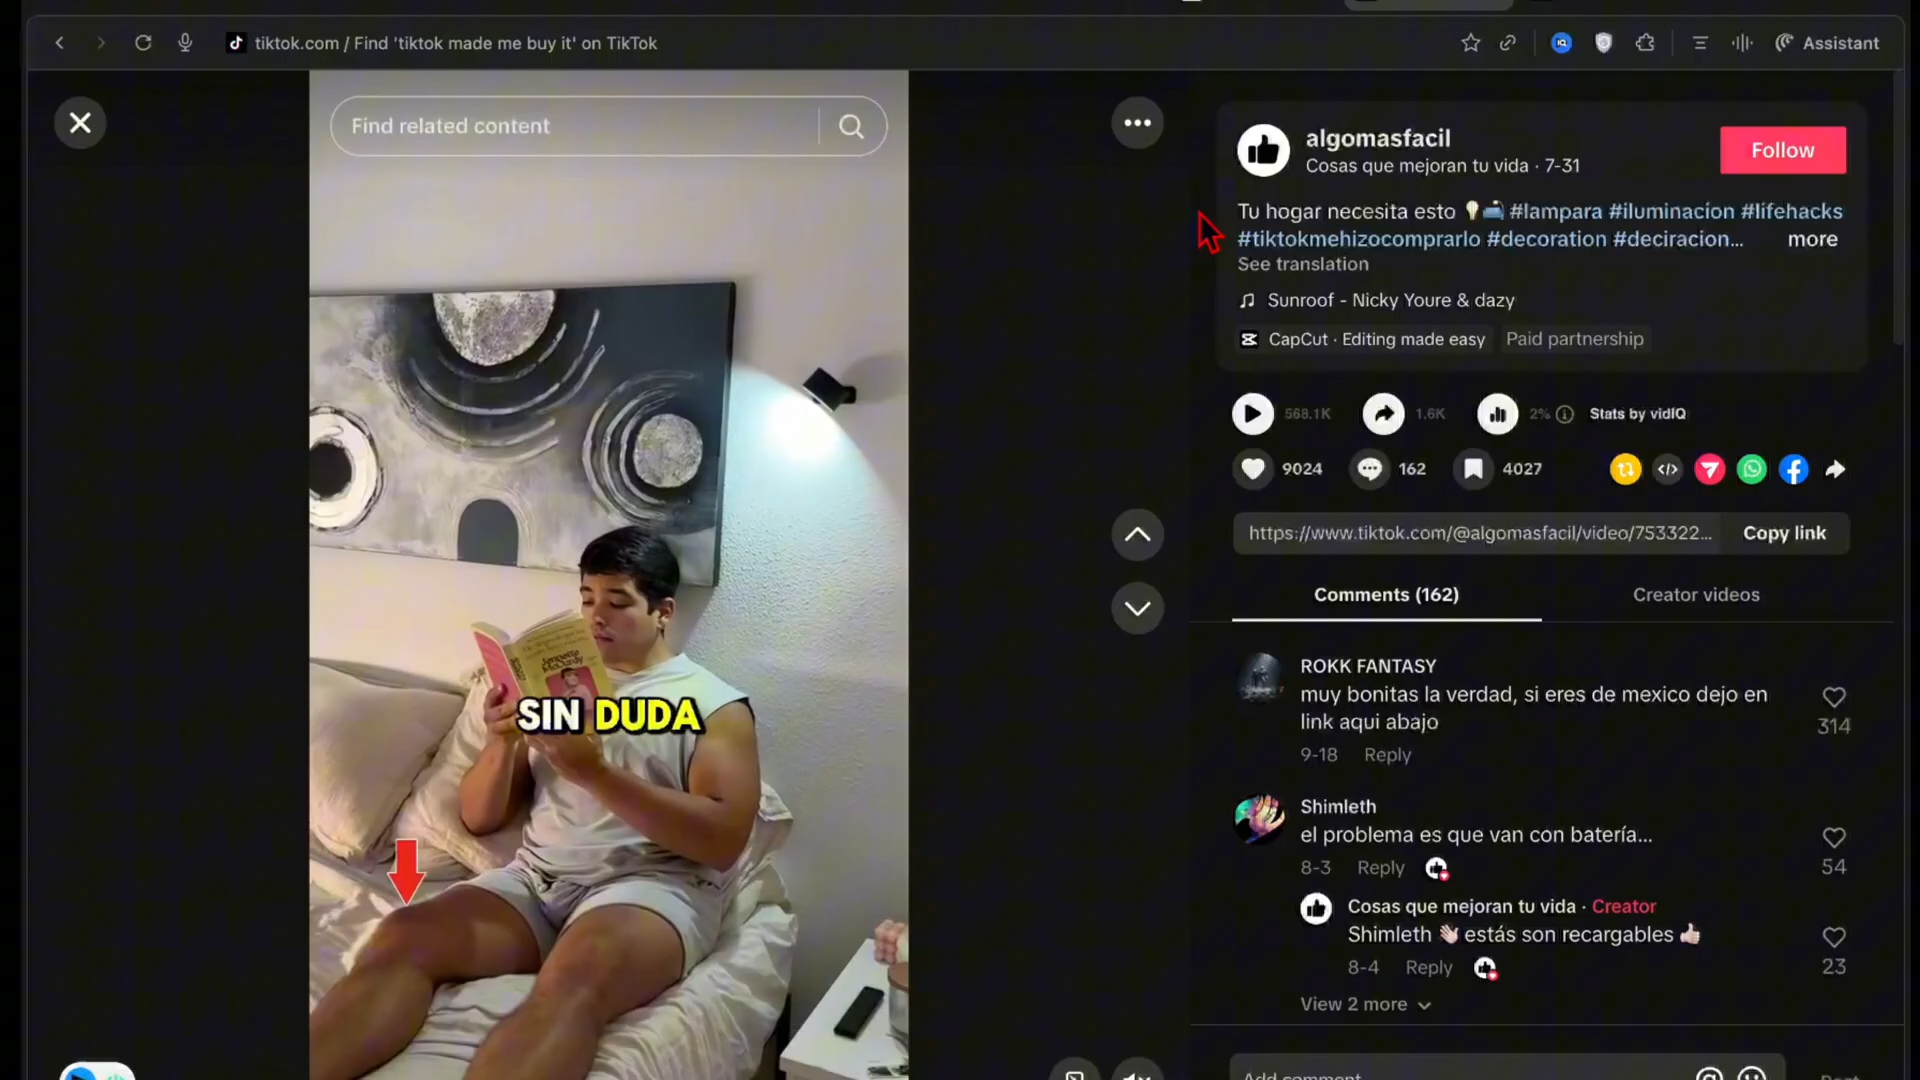 tiktok.com / Find 'tiktok made me buy it' on TikTok
Assistant
Find related content
SIN DUDA
Jennette McCurdy
algomasfacil
Cosas que mejoran tu vida · 7-31
Follow
Tu hogar necesita esto 💡🛋️ #lampara #iluminacion #lifehacks
#tiktokmehizocomprarlo #decoration #deciracion... more
See translation
Sunroof - Nicky Youre & dazy
CapCut · Editing made easy Paid partnership
568.1K 1.6K 2% Stats by vidIQ
9024 162 4027
https://www.tiktok.com/@algomasfacil/video/753322... Copy link
Comments (162) Creator videos
ROKK FANTASY
muy bonitas la verdad, si eres de mexico dejo en
link aqui abajo
314
9-18 Reply
Shimleth
el problema es que van con batería...
8-3 Reply
54
Cosas que mejoran tu vida · Creator
Shimleth 👋🏻 estás son recargables 👍🏻
8-4 Reply
23
View 2 more
Add comment...